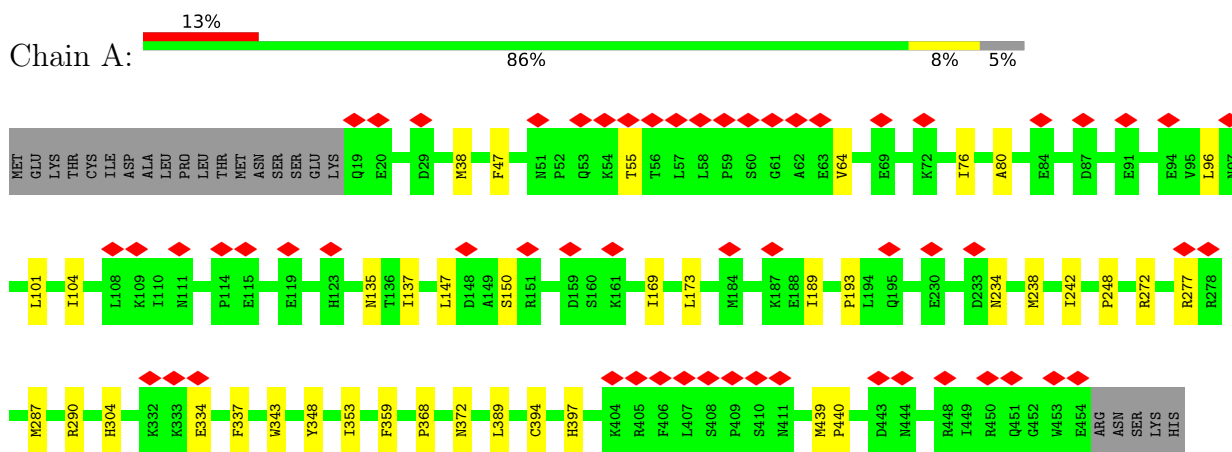 13%
Chain A:
86% 8% 5%
MET GLU LYS THR CYS ILE ASP ALA LEU PRO LEU THR MET ASN SER SER GLU LYS Q19 E20 D29 M38 F47 N51 P52 Q53 K54 T55 T56 L57 L58 P59 S60 G61 A62 E63 V64 E69 K72 I76 A80 E84 D87 E91 E94 V95 L96 N97
L101 I104 L108 K109 I110 N111 P114 E115 E119 H123 N135 T136 I137 L147 D148 A149 S150 R151 D159 S160 K161 I169 L173 M184 K187 E188 I189 P193 L194 Q195 E230 D233 N234 M238 I242 P248 R272 R277 R278
M287 R290 H304 K332 K333 E334 F337 W343 Y348 I353 F359 P368 N372 L389 C394 H397 K404 R405 F406 L407 S408 P409 S410 N411 M439 P440 D443 N444 R448 I449 R450 Q451 G452 W453 E454 ARG ASN SER LYS HIS